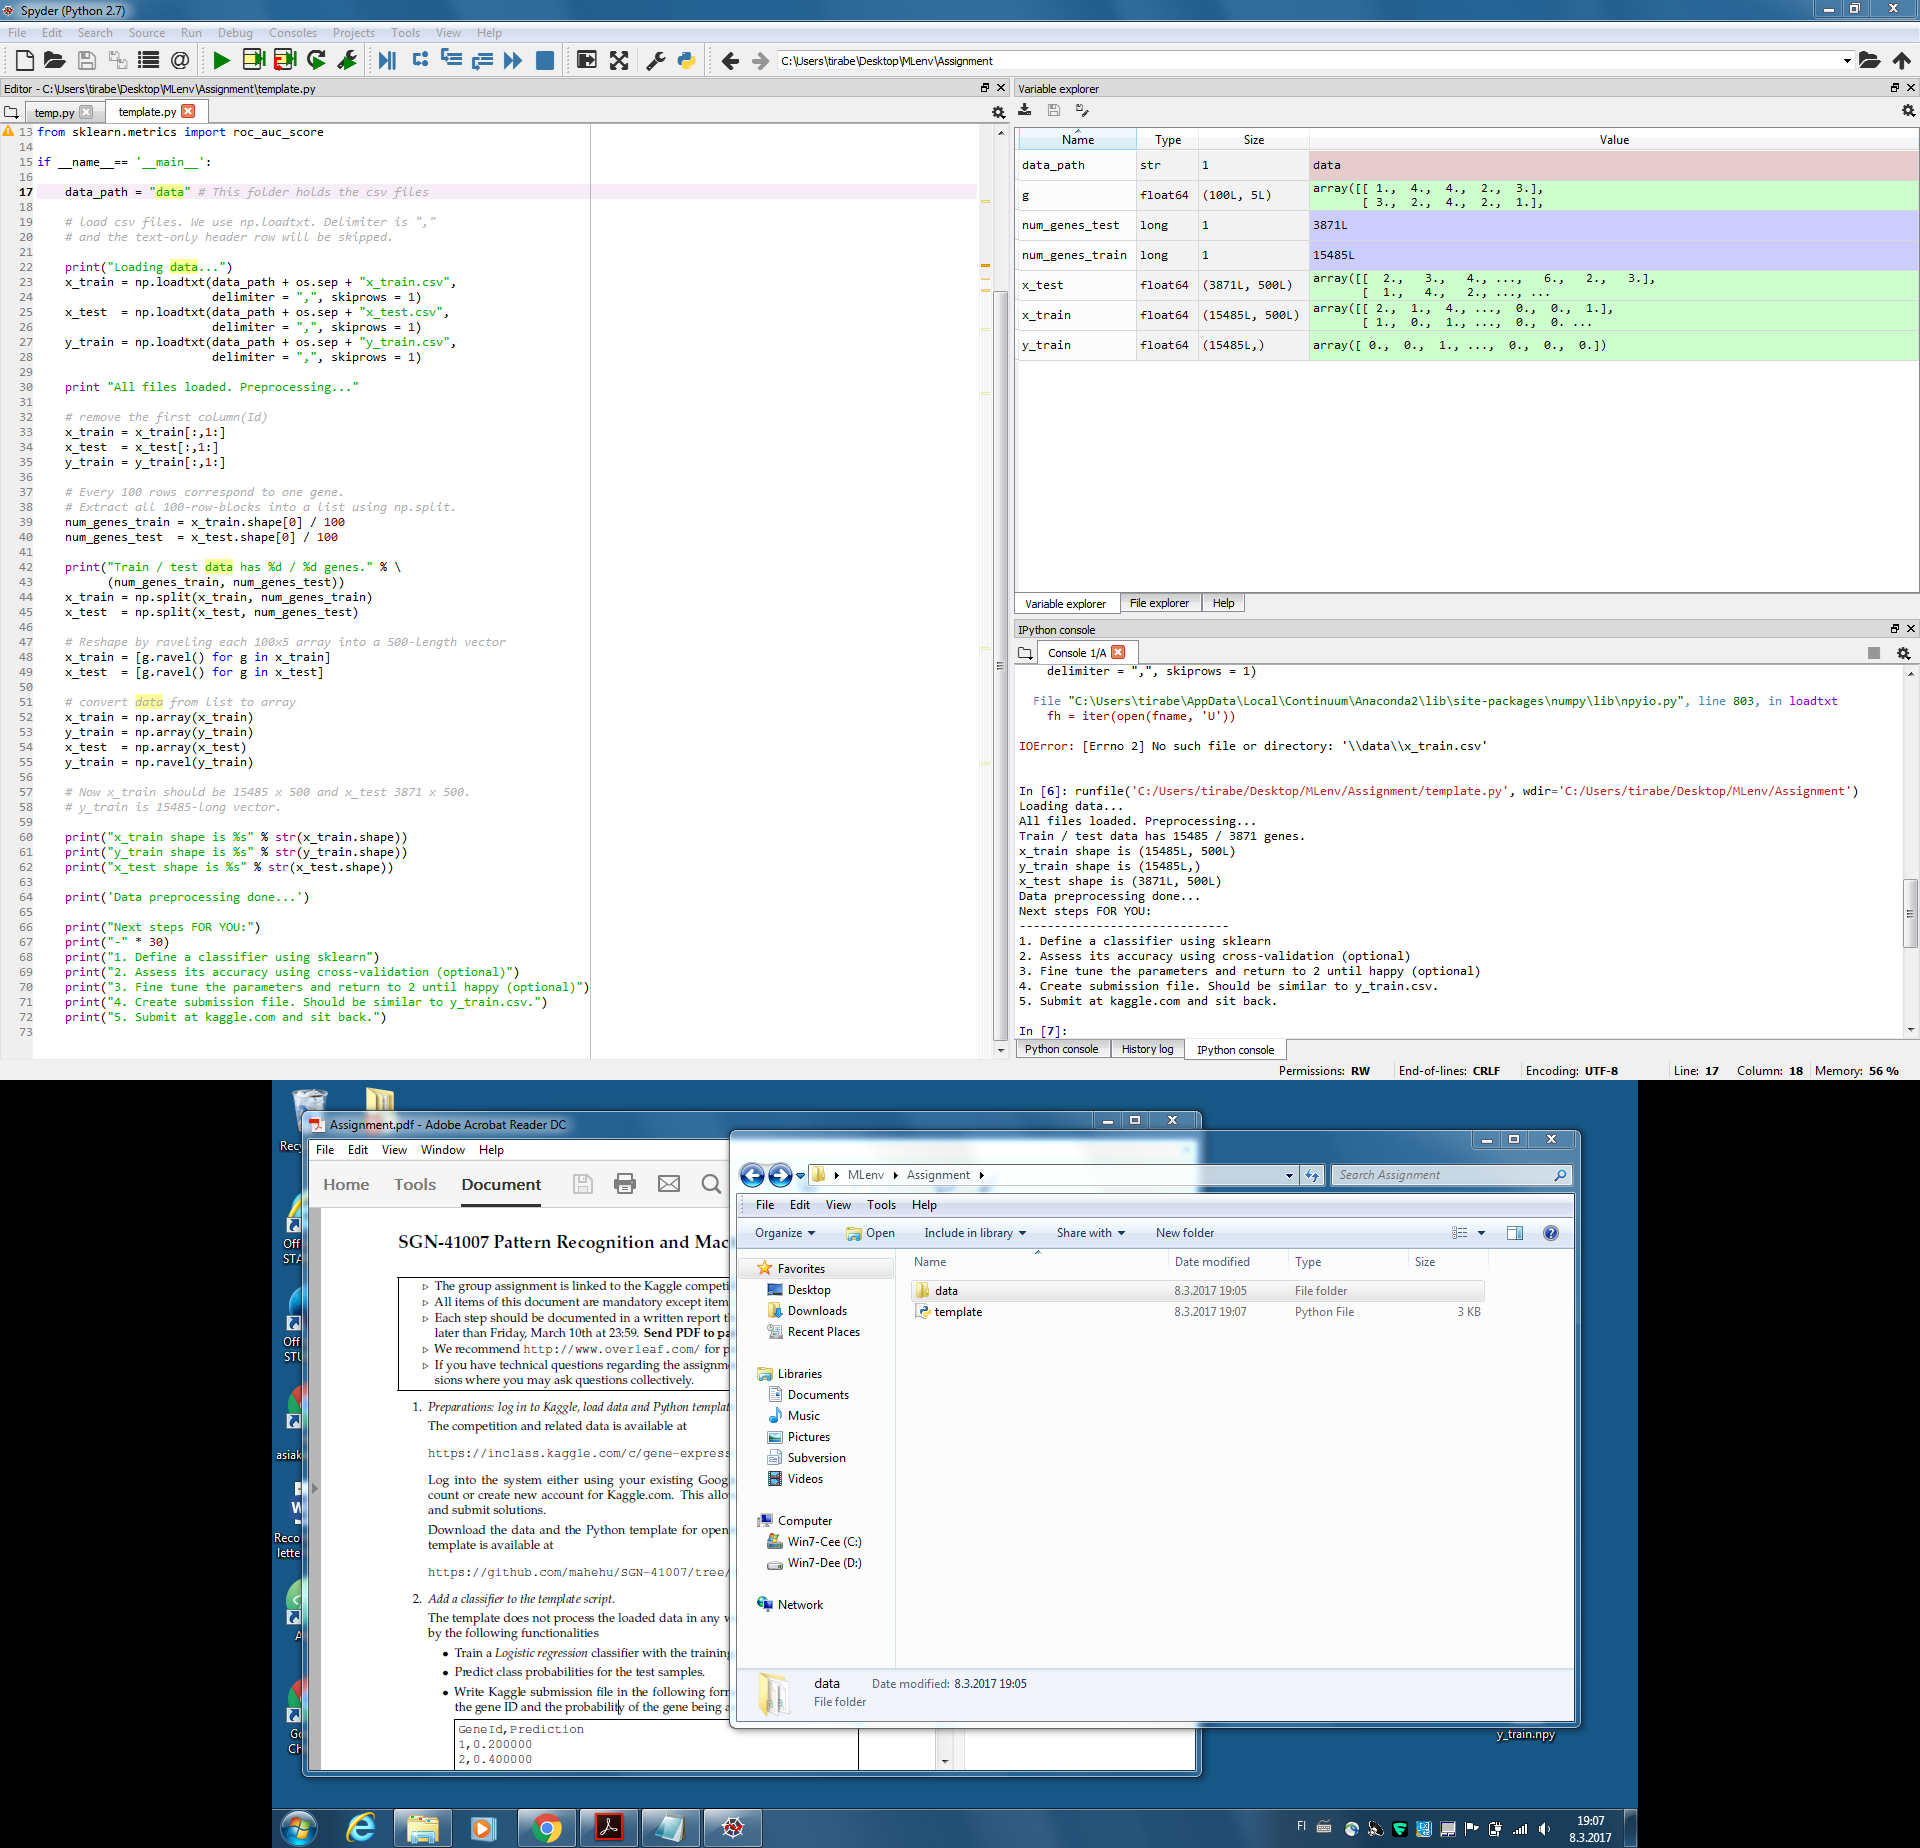 Spyder (Python 2.7)
File Edit Search Source Run Debug Consoles Projects Tools View Help
C:\Users\tirabe\Desktop\MLenv\Assignment
Editor - C:\Users\tirabe\Desktop\MLenv\Assignment\template.py
temp.py template.py
13 from sklearn.metrics import roc_auc_score
14
15 if __name__== '__main__':
16
17 data_path = "data" # This folder holds the csv files
18
19 # load csv files. We use np.loadtxt. Delimiter is ","
20 # and the text-only header row will be skipped.
21
22 print("Loading data...")
23 x_train = np.loadtxt(data_path + os.sep + "x_train.csv",
24 delimiter = ",", skiprows = 1)
25 x_test = np.loadtxt(data_path + os.sep + "x_test.csv",
26 delimiter = ",", skiprows = 1)
27 y_train = np.loadtxt(data_path + os.sep + "y_train.csv",
28 delimiter = ",", skiprows = 1)
29
30 print "All files loaded. Preprocessing..."
31
32 # remove the first column(Id)
33 x_train = x_train[:,1:]
34 x_test = x_test[:,1:]
35 y_train = y_train[:,1:]
36
37 # Every 100 rows correspond to one gene.
38 # Extract all 100-row-blocks into a list using np.split.
39 num_genes_train = x_train.shape[0] / 100
40 num_genes_test = x_test.shape[0] / 100
41
42 print("Train / test data has %d / %d genes." % \
43 (num_genes_train, num_genes_test))
44 x_train = np.split(x_train, num_genes_train)
45 x_test = np.split(x_test, num_genes_test)
46
47 # Reshape by raveling each 100x5 array into a 500-length vector
48 x_train = [g.ravel() for g in x_train]
49 x_test = [g.ravel() for g in x_test]
50
51 # convert data from list to array
52 x_train = np.array(x_train)
53 y_train = np.array(y_train)
54 x_test = np.array(x_test)
55 y_train = np.ravel(y_train)
56
57 # Now x_train should be 15485 x 500 and x_test 3871 x 500.
58 # y_train is 15485-long vector.
59
60 print("x_train shape is %s" % str(x_train.shape))
61 print("y_train shape is %s" % str(y_train.shape))
62 print("x_test shape is %s" % str(x_test.shape))
63
64 print('Data preprocessing done...')
65
66 print("Next steps FOR YOU:")
67 print("-" * 30)
68 print("1. Define a classifier using sklearn")
69 print("2. Assess its accuracy using cross-validation (optional)")
70 print("3. Fine tune the parameters and return to 2 until happy (optional)")
71 print("4. Create submission file. Should be similar to y_train.csv.")
72 print("5. Submit at kaggle.com and sit back.")
73
Variable explorer
Name Type Size Value
data_path str 1 data
g float64 (100L, 5L) array([[ 1., 4., 4., 2., 3.],
[ 3., 2., 4., 2., 1.],
num_genes_test long 1 3871L
num_genes_train long 1 15485L
x_test float64 (3871L, 500L) array([[ 2., 3., 4., ..., 6., 2., 3.],
[ 1., 4., 2., ..., ...
x_train float64 (15485L, 500L) array([[ 2., 1., 4., ..., 0., 0., 1.],
[ 1., 0., 1., ..., 0., 0. ...
y_train float64 (15485L,) array([ 0., 0., 1., ..., 0., 0., 0.])
Variable explorer File explorer Help
IPython console
Console 1/A
delimiter = ",", skiprows = 1)
File "C:\Users\tirabe\AppData\Local\Continuum\Anaconda2\lib\site-packages\numpy\lib\npyio.py", line 803, in loadtxt
fh = iter(open(fname, 'U'))
IOError: [Errno 2] No such file or directory: '\\data\\x_train.csv'
In [6]: runfile('C:/Users/tirabe/Desktop/MLenv/Assignment/template.py', wdir='C:/Users/tirabe/Desktop/MLenv/Assignment')
Loading data...
All files loaded. Preprocessing...
Train / test data has 15485 / 3871 genes.
x_train shape is (15485L, 500L)
y_train shape is (15485L,)
x_test shape is (3871L, 500L)
Data preprocessing done...
Next steps FOR YOU:
------------------------------
1. Define a classifier using sklearn
2. Assess its accuracy using cross-validation (optional)
3. Fine tune the parameters and return to 2 until happy (optional)
4. Create submission file. Should be similar to y_train.csv.
5. Submit at kaggle.com and sit back.
In [7]:
Python console History log IPython console
Permissions: RW End-of-lines: CRLF Encoding: UTF-8 Line: 17 Column: 18 Memory: 56 %
Assignment.pdf - Adobe Acrobat Reader DC
File Edit View Window Help
Home Tools Document
SGN-41007 Pattern Recognition and Mac
▹ The group assignment is linked to the Kaggle competi
▹ All items of this document are mandatory except item
▹ Each step should be documented in a written report t
later than Friday, March 10th at 23:59. Send PDF to pa
▹ We recommend http://www.overleaf.com/ for p
▹ If you have technical questions regarding the assignm
sions where you may ask questions collectively.
1. Preparations: log in to Kaggle, load data and Python templat
The competition and related data is available at
https://inclass.kaggle.com/c/gene-express
Log into the system either using your existing Goog
count or create new account for Kaggle.com. This allo
and submit solutions.
Download the data and the Python template for open
template is available at
https://github.com/mahehu/SGN-41007/tree/
2. Add a classifier to the template script.
The template does not process the loaded data in any w
by the following functionalities
• Train a Logistic regression classifier with the training
• Predict class probabilities for the test samples.
• Write Kaggle submission file in the following form
the gene ID and the probability of the gene being a
GeneId,Prediction
1,0.200000
2,0.400000
MLenv Assignment
Search Assignment
File Edit View Tools Help
Organize Open Include in library Share with New folder
Name Date modified Type Size
data 8.3.2017 19:05 File folder
template 8.3.2017 19:07 Python File 3 KB
Favorites
Desktop
Downloads
Recent Places
Libraries
Documents
Music
Pictures
Subversion
Videos
Computer
Win7-Cee (C:)
Win7-Dee (D:)
Network
data Date modified: 8.3.2017 19:05
File folder
Recy
Off
STA
Off
STU
asiak
Reco
lette
A
Go
Ch
y_train.npy
FI
19:07
8.3.2017